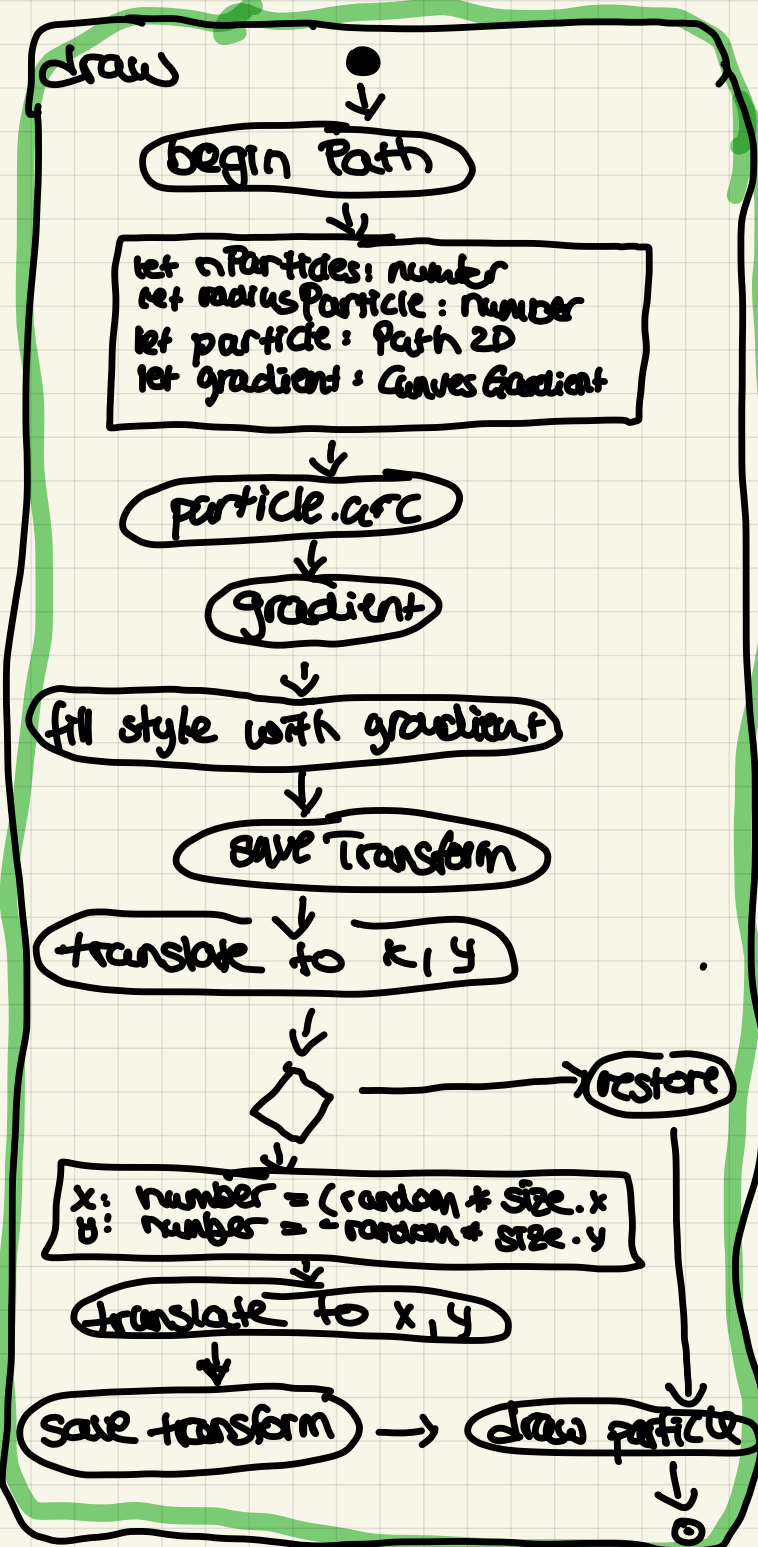 draw
begin Path
let nParticles: number
let radiusParticle: number
let particle: Path 2D
let gradient: CanvesGardient
particle.arc
gradient
fill style with graudient
save Transform
translate to x, y
restore
x: number = (random * size.x
y: number = - random * size.y
translate to x, y
save transform
draw particle